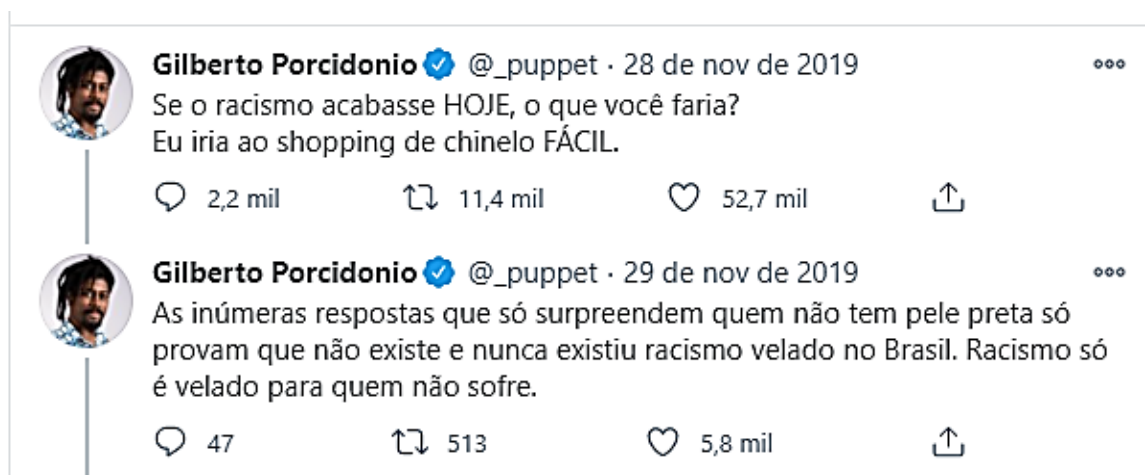 Gilberto Porcidonio @_puppet · 28 de nov de 2019
Se o racismo acabasse HOJE, o que você faria?
Eu iria ao shopping de chinelo FÁCIL.
2,2 mil 11,4 mil 52,7 mil
Gilberto Porcidonio @_puppet · 29 de nov de 2019
As inúmeras respostas que só surpreendem quem não tem pele preta só
provam que não existe e nunca existiu racismo velado no Brasil. Racismo só
é velado para quem não sofre.
47 513 5,8 mil